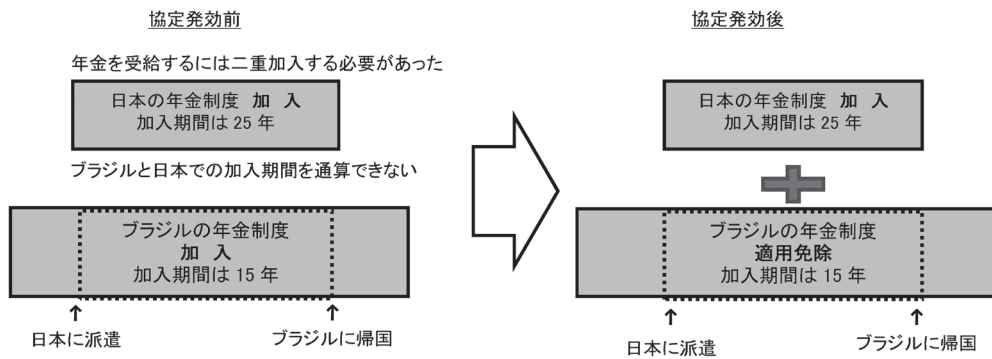 協定発効前
年金を受給するには二重加入する必要があった
日本の年金制度 加 入
加入期間は 25 年
ブラジルと日本での加入期間を通算できない
ブラジルの年金制度
加 入
加入期間は 15 年
↑ ↑
日本に派遣 ブラジルに帰国
協定発効後
日本の年金制度 加 入
加入期間は 25 年
ブラジルの年金制度
適用免除
加入期間は 15 年
↑ ↑
日本に派遣 ブラジルに帰国